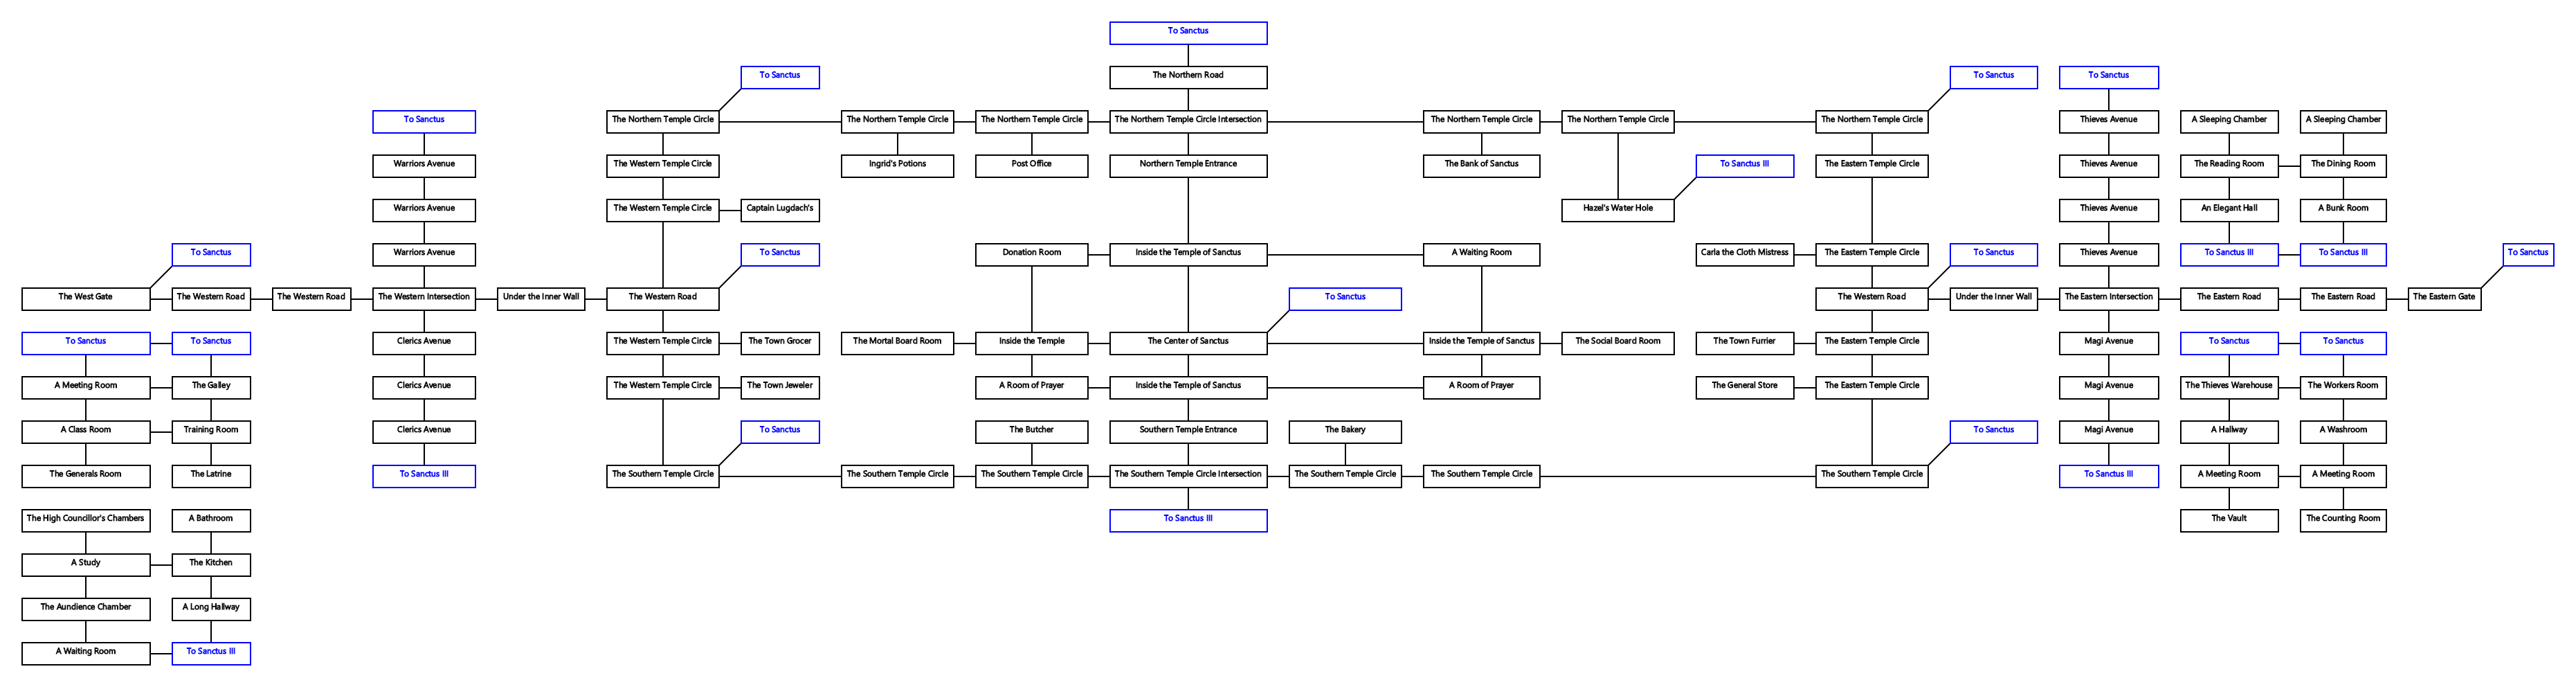 To Sanctus
To Sanctus
The Northern Road
To Sanctus
To Sanctus
To Sanctus
The Northern Temple Circle
The Northern Temple Circle
The Northern Temple Circle
The Northern Temple Circle Intersection
The Northern Temple Circle
The Northern Temple Circle
The Northern Temple Circle
Thieves Avenue
A Sleeping Chamber
A Sleeping Chamber
Warriors Avenue
The Western Temple Circle
Ingrid's Potions
Post Office
Northern Temple Entrance
The Bank of Sanctus
To Sanctus III
The Eastern Temple Circle
Thieves Avenue
The Reading Room
The Dining Room
Warriors Avenue
The Western Temple Circle
Captain Lugdach's
Hazel's Water Hole
Thieves Avenue
An Elegant Hall
A Bunk Room
To Sanctus
Warriors Avenue
To Sanctus
Donation Room
Inside the Temple of Sanctus
A Waiting Room
Carla the Cloth Mistress
The Eastern Temple Circle
To Sanctus
Thieves Avenue
To Sanctus III
To Sanctus III
To Sanctus
The West Gate
The Western Road
The Western Road
The Western Intersection
Under the Inner Wall
The Western Road
To Sanctus
The Western Road
Under the Inner Wall
The Eastern Intersection
The Eastern Road
The Eastern Road
The Eastern Gate
To Sanctus
To Sanctus
Clerics Avenue
The Western Temple Circle
The Town Grocer
The Mortal Board Room
Inside the Temple
The Center of Sanctus
Inside the Temple of Sanctus
The Social Board Room
The Town Furrier
The Eastern Temple Circle
Magi Avenue
To Sanctus
To Sanctus
A Meeting Room
The Galley
Clerics Avenue
The Western Temple Circle
The Town Jeweler
A Room of Prayer
Inside the Temple of Sanctus
A Room of Prayer
The General Store
The Eastern Temple Circle
Magi Avenue
The Thieves Warehouse
The Workers Room
A Class Room
Training Room
Clerics Avenue
To Sanctus
The Butcher
Southern Temple Entrance
The Bakery
To Sanctus
Magi Avenue
A Hallway
A Washroom
The Generals Room
The Latrine
To Sanctus III
The Southern Temple Circle
The Southern Temple Circle
The Southern Temple Circle
The Southern Temple Circle Intersection
The Southern Temple Circle
The Southern Temple Circle
The Southern Temple Circle
To Sanctus III
A Meeting Room
A Meeting Room
The High Councillor's Chambers
A Bathroom
To Sanctus III
The Vault
The Counting Room
A Study
The Kitchen
The Aundience Chamber
A Long Hallway
A Waiting Room
To Sanctus III